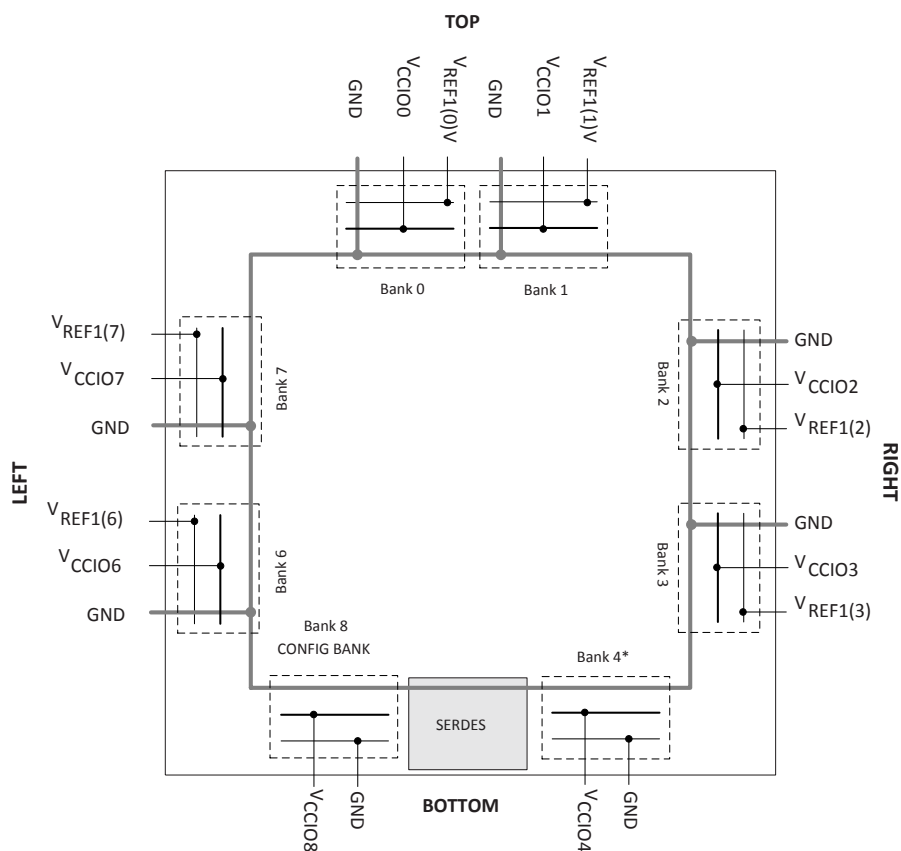 TOP
GND
VCCIO0
VREF1(0)V
GND
VCCIO1
VREF1(1)V
Bank 0
Bank 1
VREF1(7)
VCCIO7
GND
Bank 7
LEFT
VREF1(6)
VCCIO6
GND
Bank 6
Bank 2
GND
VCCIO2
VREF1(2)
RIGHT
Bank 3
GND
VCCIO3
VREF1(3)
Bank 8
CONFIG BANK
Bank 4*
SERDES
VCCIO8
GND
BOTTOM
VCCIO4
GND